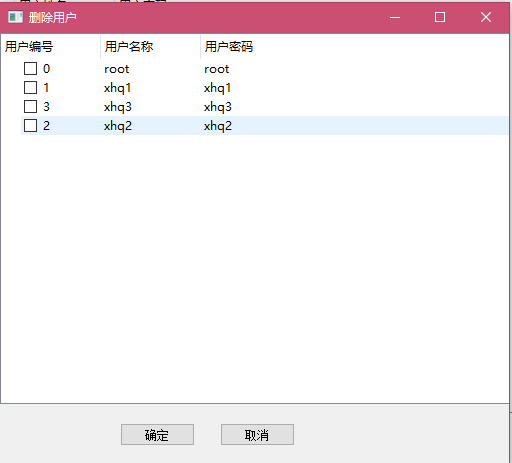 删除用户
用户编号 用户名称 用户密码
0 root root
1 xhq1 xhq1
3 xhq3 xhq3
2 xhq2 xhq2
确定 取消